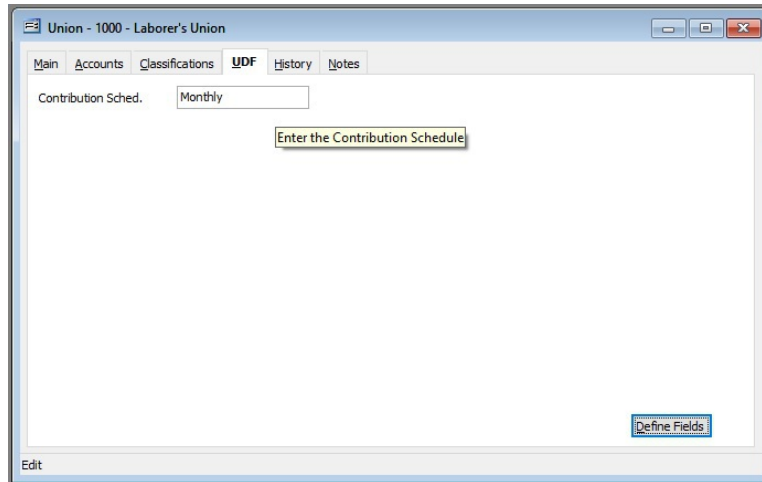 Union - 1000 - Laborer's Union
Main Accounts Classifications UDF History Notes
Contribution Sched. Monthly
Enter the Contribution Schedule
Define Fields
Edit